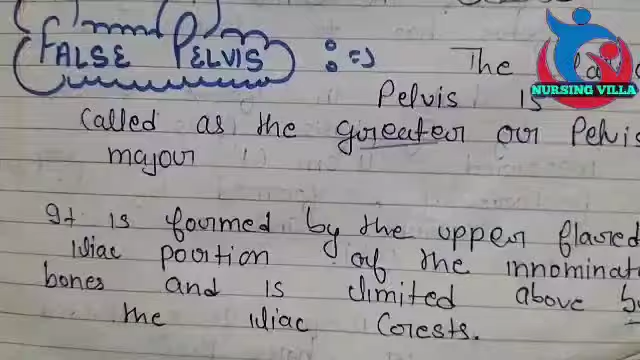 FALSE PELVIS :⇒ The
Pelvis is
called as the greater or Pelvis
major
It is formed by the upper flared
iliac portion of the innominat
bones and is limited above by
the iliac Crests.
NURSING VILLA